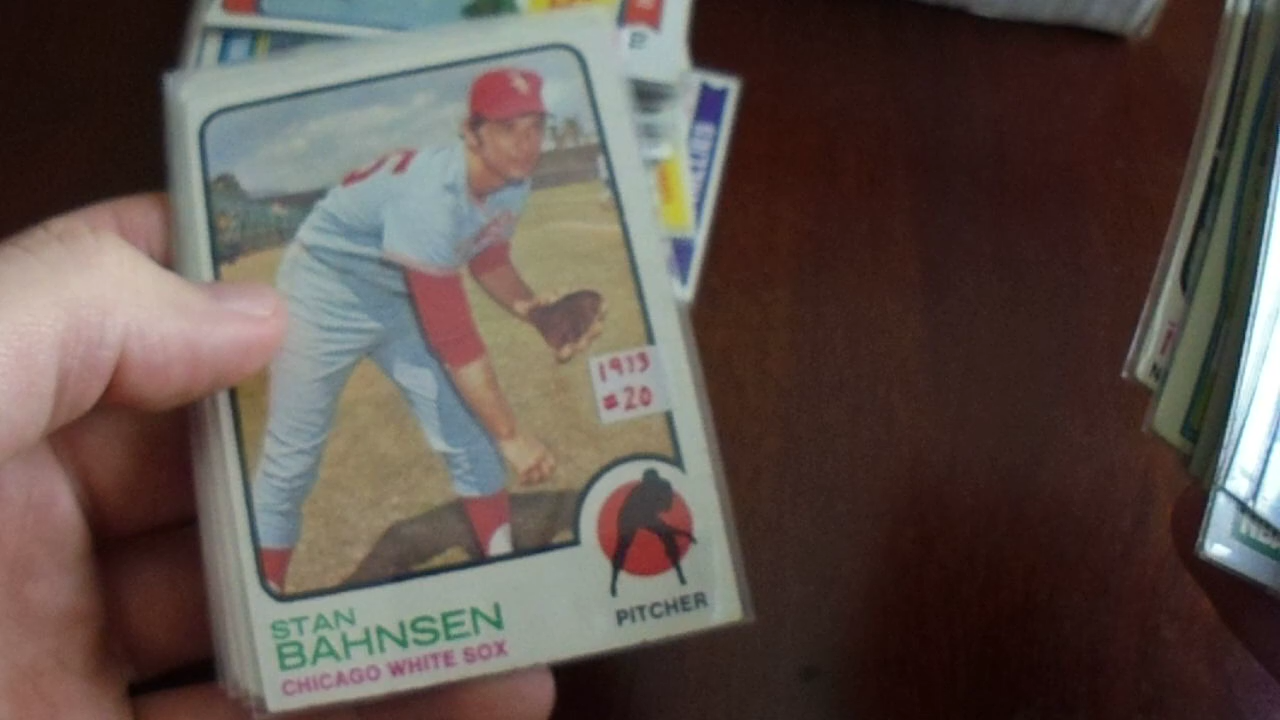 1973
#20
STAN
BAHNSEN
CHICAGO WHITE SOX
PITCHER